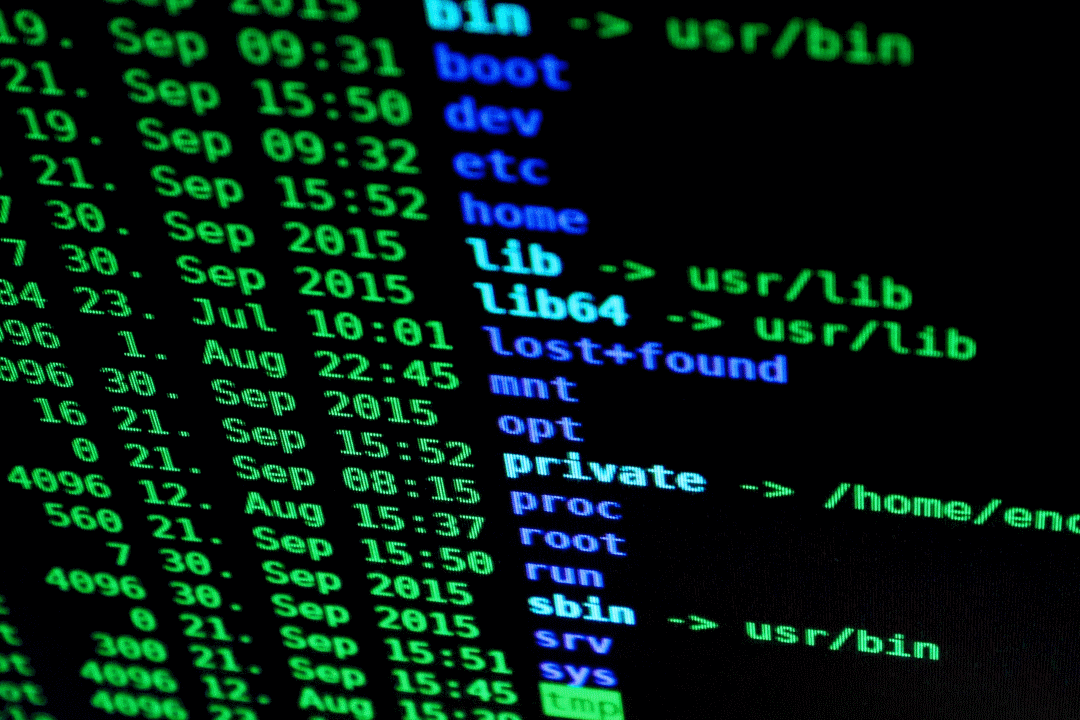 Sep 2015 bin -> usr/bin
19. Sep 09:31 boot
21. Sep 15:50 dev
19. Sep 09:32 etc
21. Sep 15:52 home
7 30. Sep 2015 lib -> usr/lib
7 30. Sep 2015 lib64 -> usr/lib
84 23. Jul 10:01 lost+found
096 1. Aug 22:45 mnt
096 30. Sep 2015 opt
16 21. Sep 15:52 private -> /home/enc
0 21. Sep 08:15 proc
4096 12. Aug 15:37 root
560 21. Sep 15:50 run
7 30. Sep 2015 sbin -> usr/bin
4096 30. Sep 2015 srv
0 21. Sep 15:51 sys
300 21. Sep 15:45 tmp
4096 12. Aug
4096 23.